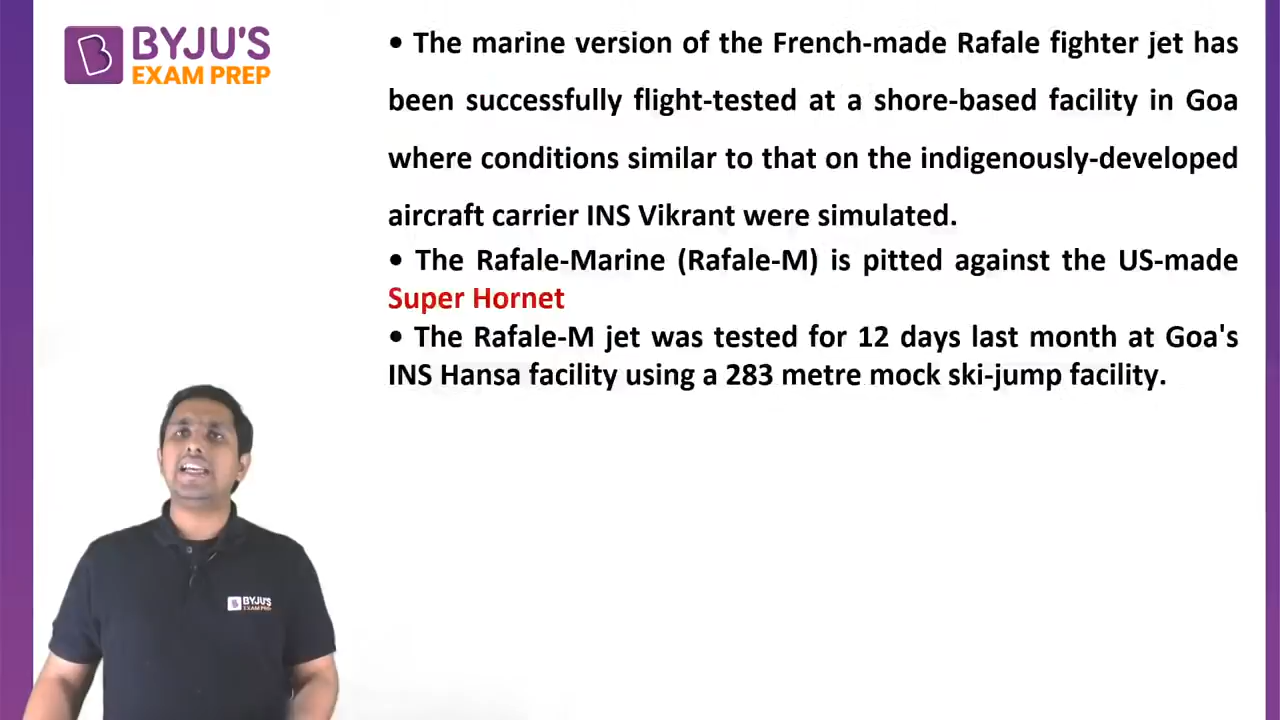 BYJU'S
EXAM PREP
• The marine version of the French-made Rafale fighter jet has
been successfully flight-tested at a shore-based facility in Goa
where conditions similar to that on the indigenously-developed
aircraft carrier INS Vikrant were simulated.
• The Rafale-Marine (Rafale-M) is pitted against the US-made
Super Hornet
• The Rafale-M jet was tested for 12 days last month at Goa's
INS Hansa facility using a 283 metre mock ski-jump facility.
BYJU'S
EXAM PREP